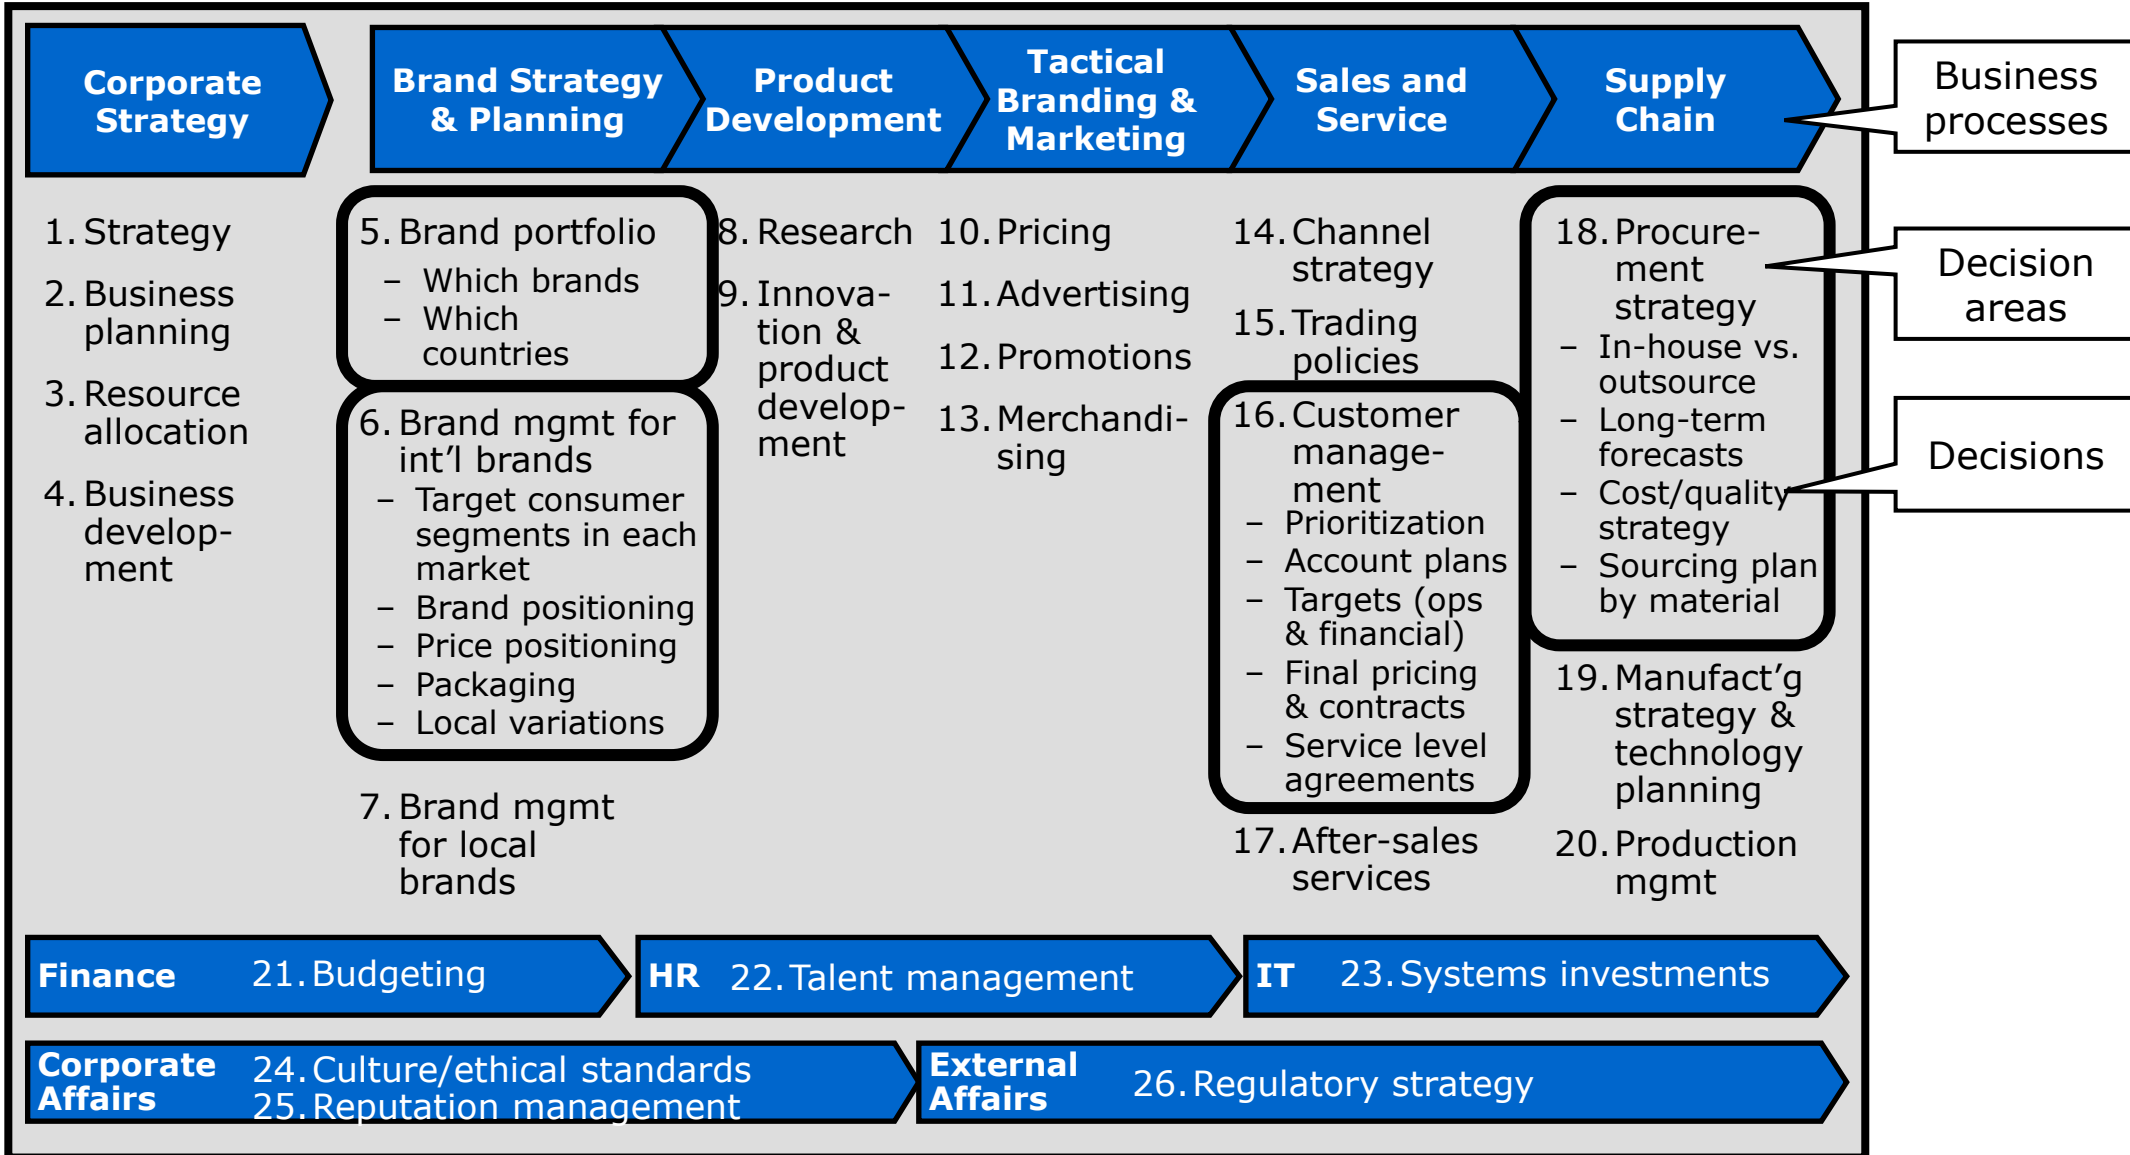 Corporate
Strategy
Brand Strategy
& Planning
Product
Development
Tactical
Branding &
Marketing
Sales and
Service
Supply
Chain
Business
processes
1. Strategy
2. Business
planning
3. Resource
allocation
4. Business
develop-
ment
5. Brand portfolio
– Which brands
– Which
countries
6. Brand mgmt for
int'l brands
– Target consumer
segments in each
market
– Brand positioning
– Price positioning
– Packaging
– Local variations
7. Brand mgmt
for local
brands
8. Research
9. Innova-
tion &
product
develop-
ment
10. Pricing
11. Advertising
12. Promotions
13. Merchandi-
sing
14. Channel
strategy
15. Trading
policies
16. Customer
manage-
ment
– Prioritization
– Account plans
– Targets (ops
& financial)
– Final pricing
& contracts
– Service level
agreements
17. After-sales
services
18. Procure-
ment
strategy
– In-house vs.
outsource
– Long-term
forecasts
– Cost/quality
strategy
– Sourcing plan
by material
19. Manufact'g
strategy &
technology
planning
20. Production
mgmt
Decision
areas
Decisions
Finance 21. Budgeting
HR 22. Talent management
IT 23. Systems investments
Corporate
Affairs
24. Culture/ethical standards
25. Reputation management
External
Affairs
26. Regulatory strategy